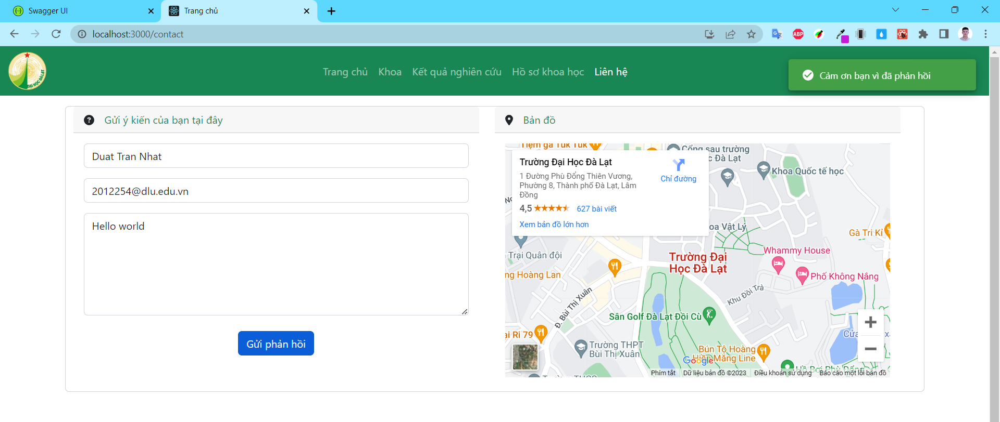 Swagger UI
Trang chủ
localhost:3000/contact
ABP
ĐẠI HỌC ĐÀ LẠT
Trang chủ
Khoa
Kết quả nghiên cứu
Hồ sơ khoa học
Liên hệ
Cảm ơn bạn vì đã phản hồi
Gửi ý kiến của bạn tại đây
Duat Tran Nhat
2012254@dlu.edu.vn
Hello world
Gửi phản hồi
Bản đồ
Tiệm gà Tuk Tuk
Cổng sau trường
c Đà Lạt
Trường Đại Học Đà Lạt
1 Đường Phù Đổng Thiên Vương,
Phường 8, Thành phố Đà Lạt, Lâm
Đồng
4,5
627 bài viết
Xem bản đồ lớn hơn
Chỉ đường
Khoa Quốc tế học
oa Vật Lý
Gà Tri Kỉ
Trại Quân đội
Whammy House
Trường Đại
Học Đà Lạt
ng Hoàng Lan
Phố Không Nắng
Đ. Bùi Thị Xuân
Khu Đồi Trà
Sân Golf Đà Lạt Đồi Cù
ai Ri 79
Trường THPT
Bùi Thị Xuân
Bún Tộ Hoàng
Hiền Măng Line
Google
Phím tắt
Dữ liệu bản đồ ©2023
Điều khoản sử dụng
Báo cáo một lỗi bản đồ